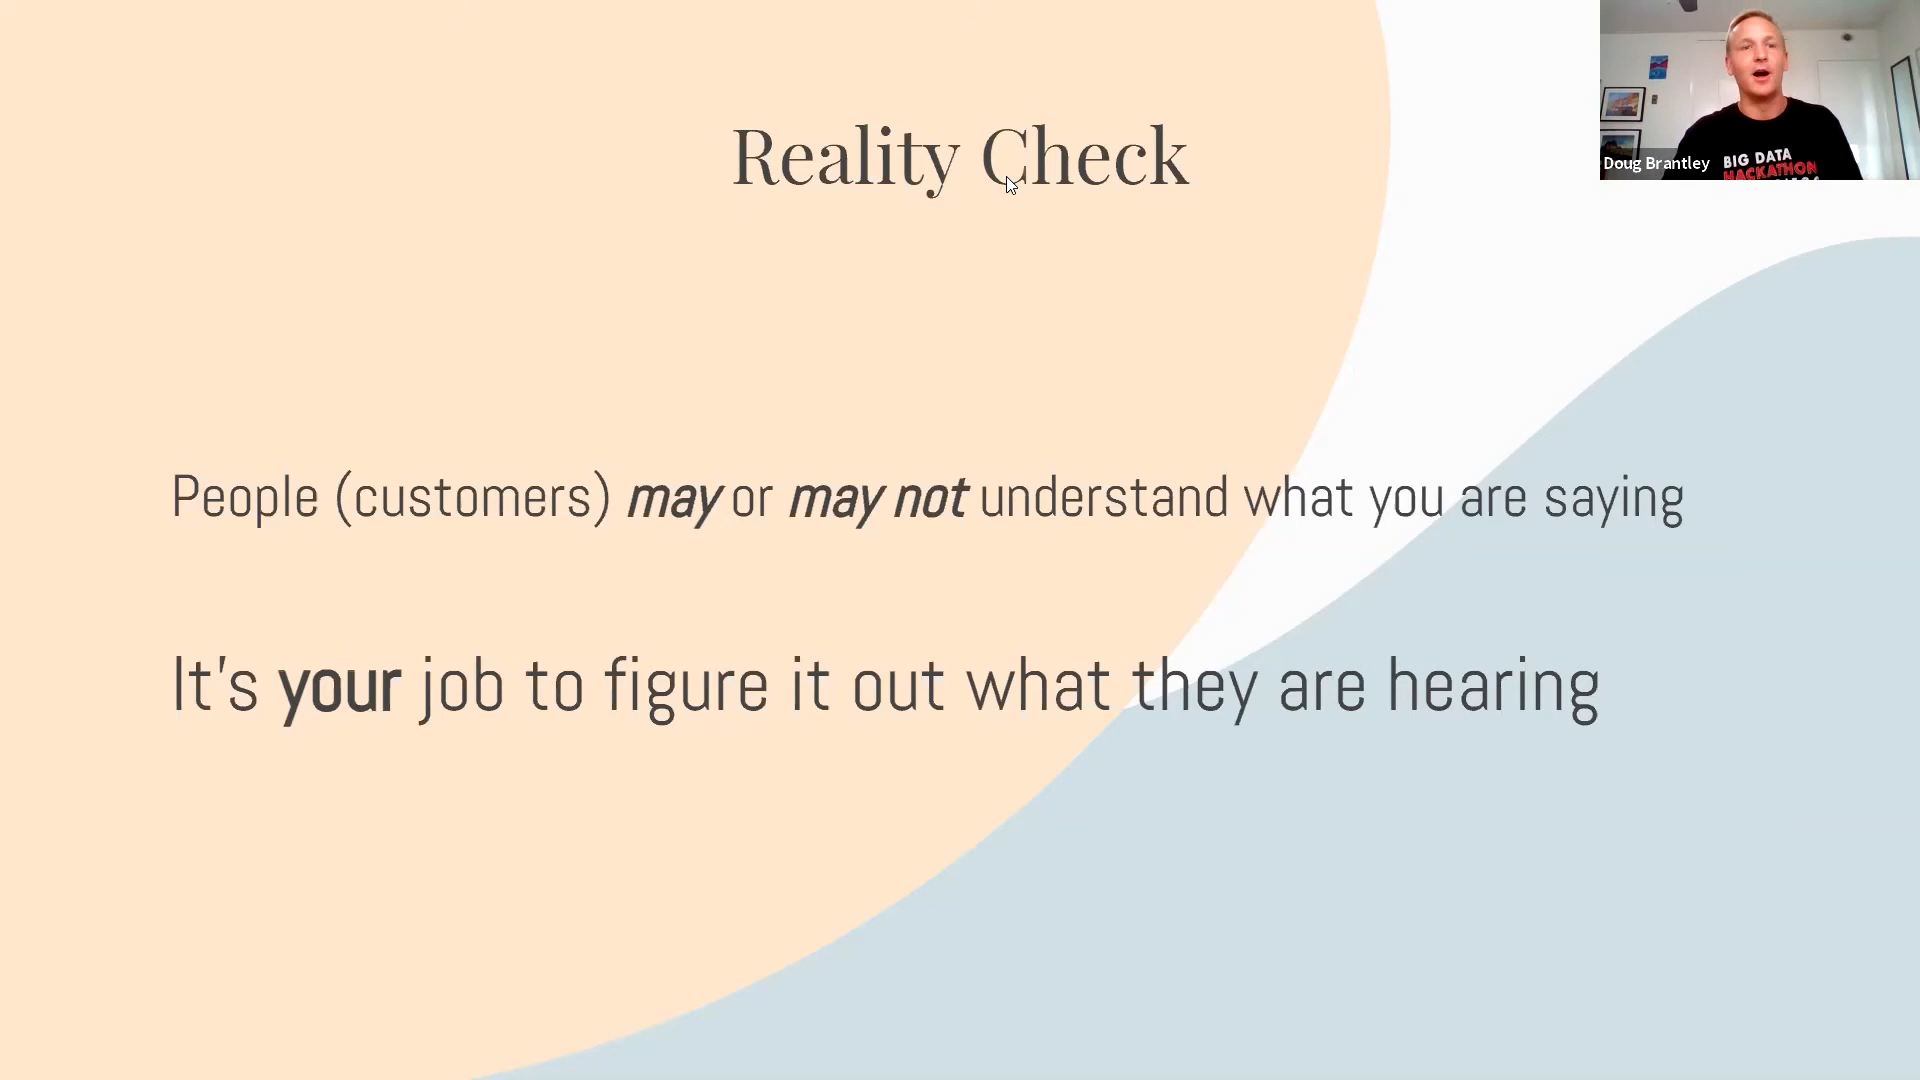 Reality Check
People (customers) may or may not understand what you are saying
It's your job to figure it out what they are hearing
Doug Brantley
BIG DATA
HACKATHON